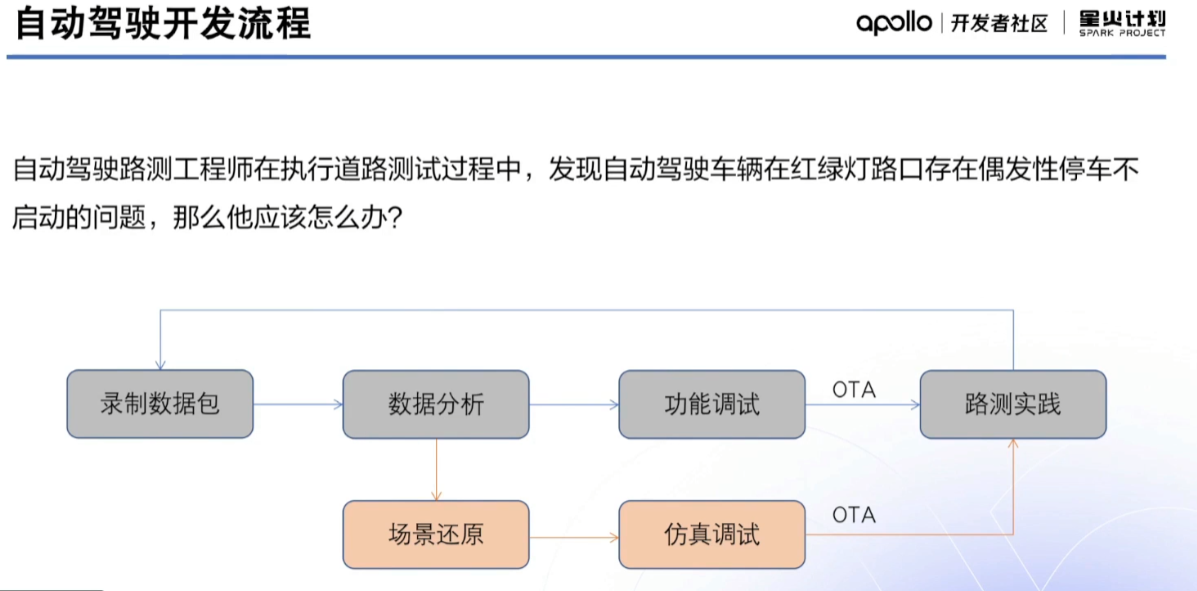 自动驾驶开发流程
apollo | 开发者社区 | 星火计划
SPARK PROJECT
自动驾驶路测工程师在执行道路测试过程中，发现自动驾驶车辆在红绿灯路口存在偶发性停车不
启动的问题，那么他应该怎么办?
录制数据包
数据分析
功能调试
OTA
路测实践
场景还原
仿真调试
OTA